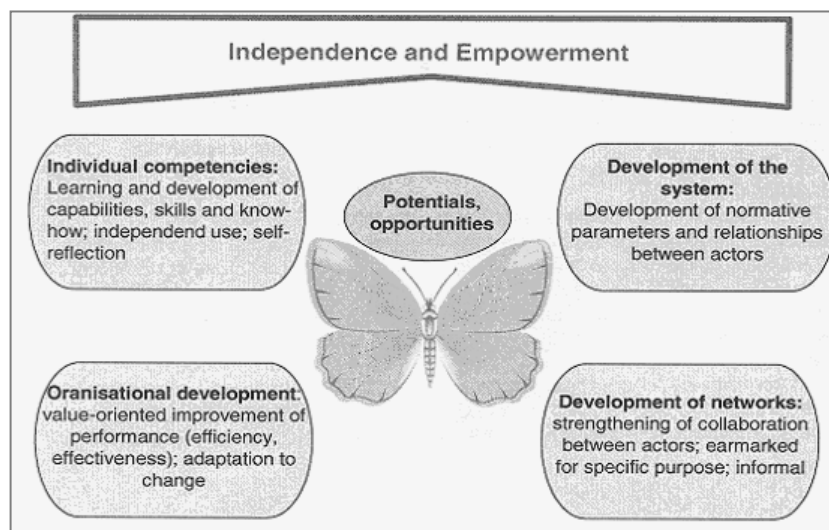 Independence and Empowerment
Individual competencies:
Learning and development of
capabilities, skills and know-
how; independend use; self-
reflection
Potentials,
opportunities
Development of the
system:
Development of normative
parameters and relationships
between actors
Oranisational development:
value-oriented improvement of
performance (efficiency,
effectiveness); adaptation to
change
Development of networks:
strengthening of collaboration
between actors; earmarked
for specific purpose; informal